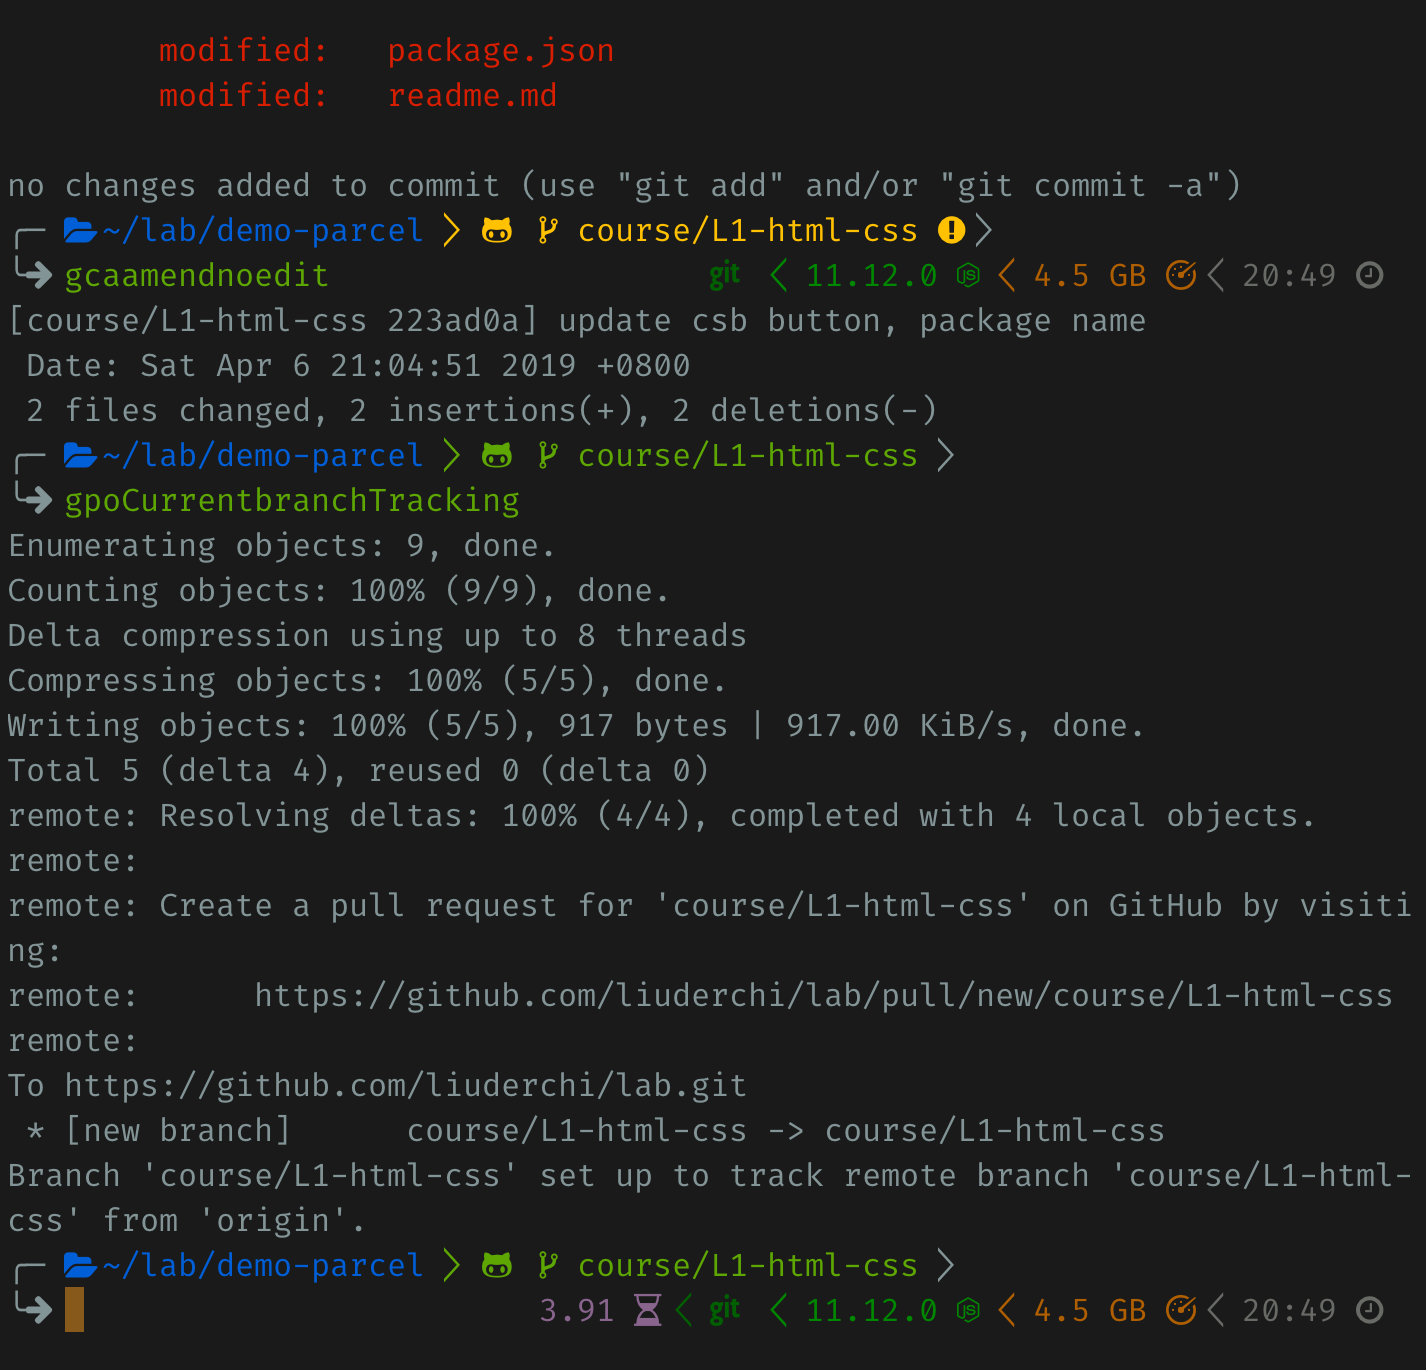 modified:   package.json
modified:   readme.md
no changes added to commit (use "git add" and/or "git commit -a")
~/lab/demo-parcel course/L1-html-css
gcaamendnoedit git 11.12.0 4.5 GB 20:49
[course/L1-html-css 223ad0a] update csb button, package name
Date: Sat Apr 6 21:04:51 2019 +0800
2 files changed, 2 insertions(+), 2 deletions(-)
~/lab/demo-parcel course/L1-html-css
gpoCurrentbranchTracking
Enumerating objects: 9, done.
Counting objects: 100% (9/9), done.
Delta compression using up to 8 threads
Compressing objects: 100% (5/5), done.
Writing objects: 100% (5/5), 917 bytes | 917.00 KiB/s, done.
Total 5 (delta 4), reused 0 (delta 0)
remote: Resolving deltas: 100% (4/4), completed with 4 local objects.
remote:
remote: Create a pull request for 'course/L1-html-css' on GitHub by visiti
ng:
remote:      https://github.com/liuderchi/lab/pull/new/course/L1-html-css
remote:
To https://github.com/liuderchi/lab.git
* [new branch]      course/L1-html-css -> course/L1-html-css
Branch 'course/L1-html-css' set up to track remote branch 'course/L1-html-
css' from 'origin'.
~/lab/demo-parcel course/L1-html-css
3.91 git 11.12.0 4.5 GB 20:49